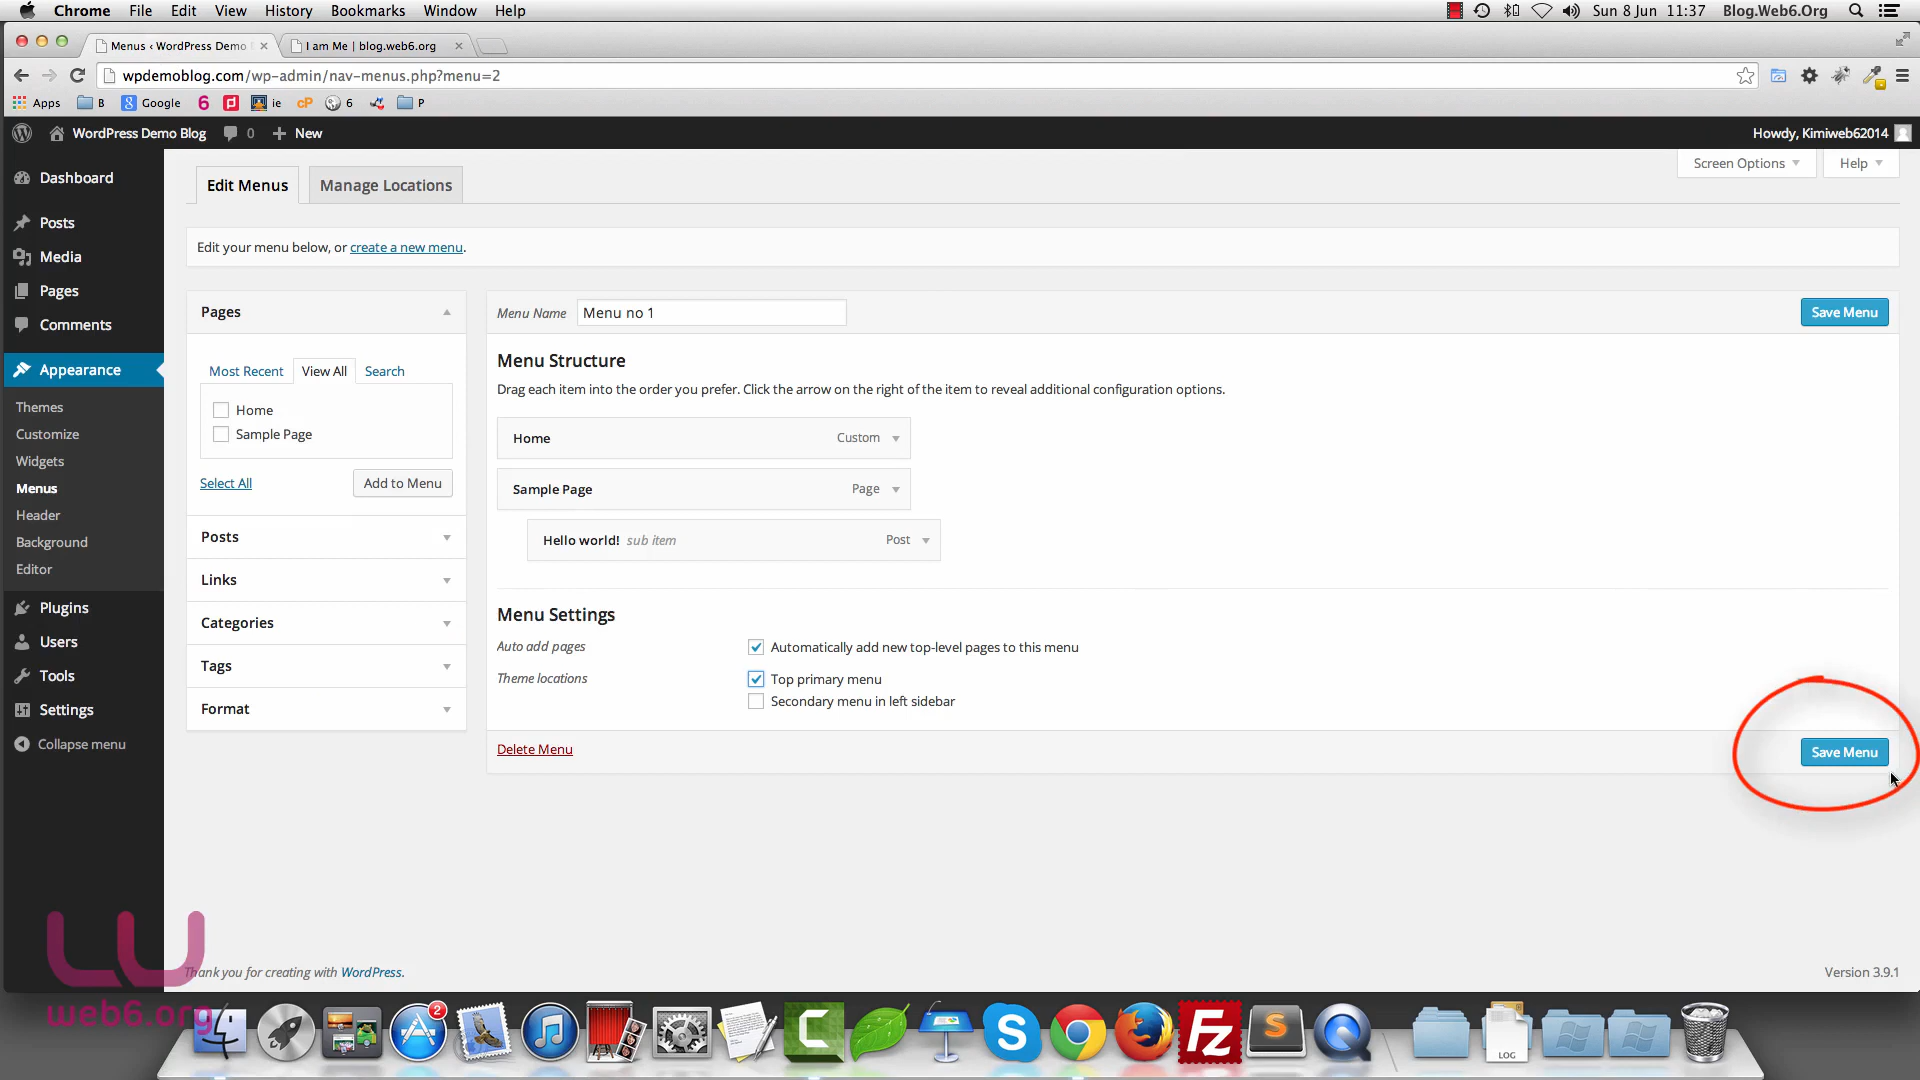 Chrome File Edit View History Bookmarks Window Help Sun 8 Jun 11:37 Blog.Web6.Org
Menus ‹ WordPress Demo I am Me | blog.web6.org
wpdemoblog.com/wp-admin/nav-menus.php?menu=2
Apps B Google 6 ie cP 6 P
WordPress Demo Blog 0 New Howdy, Kimiweb62014
Screen Options Help
Dashboard
Posts
Media
Pages
Comments
Appearance
Themes
Customize
Widgets
Menus
Header
Background
Editor
Plugins
Users
Tools
Settings
Collapse menu
Edit Menus Manage Locations
Edit your menu below, or create a new menu.
Pages
Most Recent View All Search
Home
Sample Page
Select All Add to Menu
Posts
Links
Categories
Tags
Format
Menu Name Menu no 1 Save Menu
Menu Structure
Drag each item into the order you prefer. Click the arrow on the right of the item to reveal additional configuration options.
Home Custom
Sample Page Page
Hello world! sub item Post
Menu Settings
Auto add pages Automatically add new top-level pages to this menu
Theme locations Top primary menu
Secondary menu in left sidebar
Delete Menu Save Menu
Thank you for creating with WordPress. Version 3.9.1
web6.org
2
C
S
Fz
S
LOG